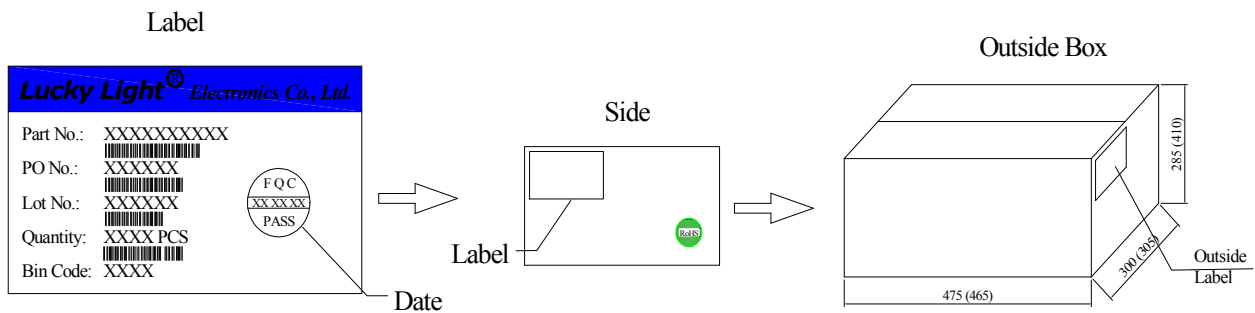 Label
Lucky Light® Electronics Co., Ltd.
Part No.: XXXXXXXXXX
PO No.: XXXXXX
Lot No.: XXXXXX
Quantity: XXXX PCS
Bin Code: XXXX
FQC
XX XX XX
PASS
Date
Side
Label
RoHS
Outside Box
285 (410)
300 (305)
475 (465)
Outside
Label